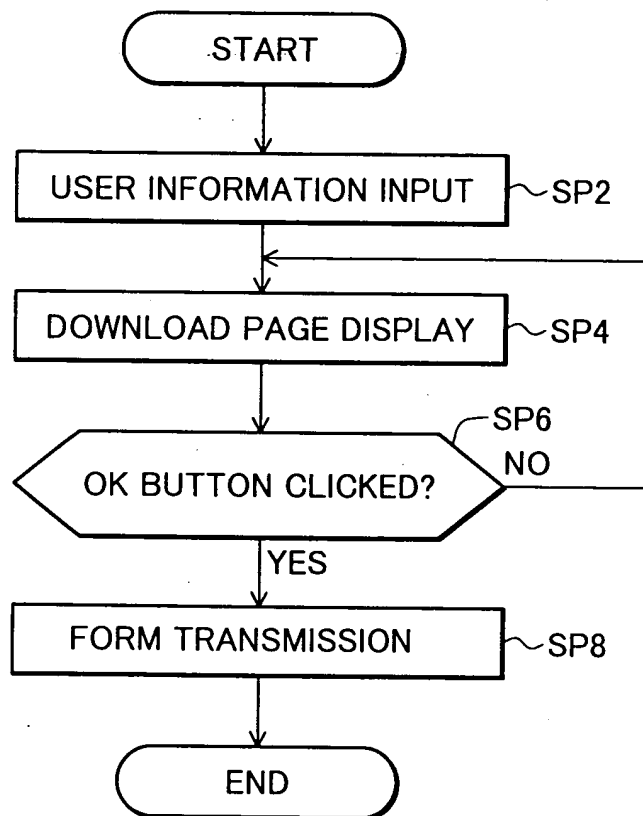 START
USER INFORMATION INPUT
SP2
DOWNLOAD PAGE DISPLAY
SP4
SP6
OK BUTTON CLICKED?
NO
YES
FORM TRANSMISSION
SP8
END